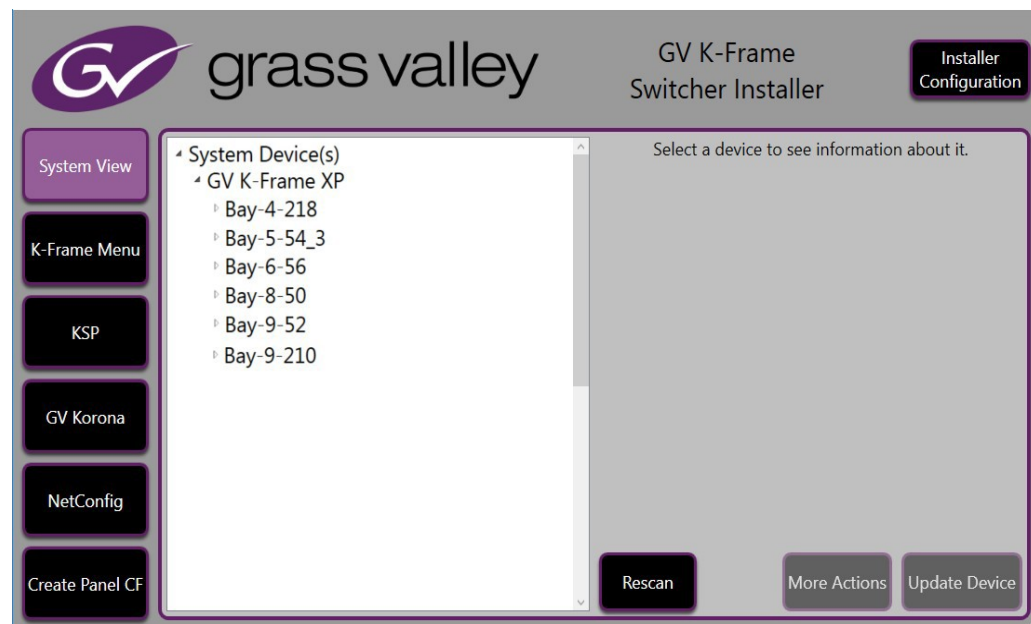 GV grass valley
GV K-Frame
Switcher Installer
Installer
Configuration
System View
K-Frame Menu
KSP
GV Korona
NetConfig
Create Panel CF
System Device(s)
GV K-Frame XP
Bay-4-218
Bay-5-54_3
Bay-6-56
Bay-8-50
Bay-9-52
Bay-9-210
Select a device to see information about it.
Rescan
More Actions
Update Device